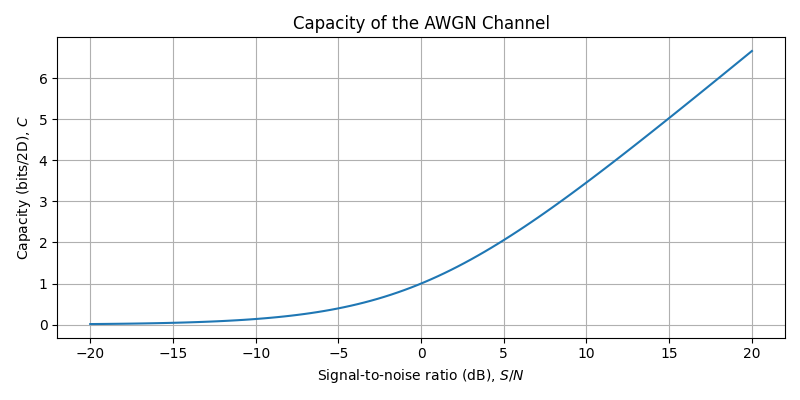 Capacity of the AWGN Channel
Capacity (bits/2D), C
6
5
4
3
2
1
0
−20 −15 −10 −5 0 5 10 15 20
Signal-to-noise ratio (dB), S/N